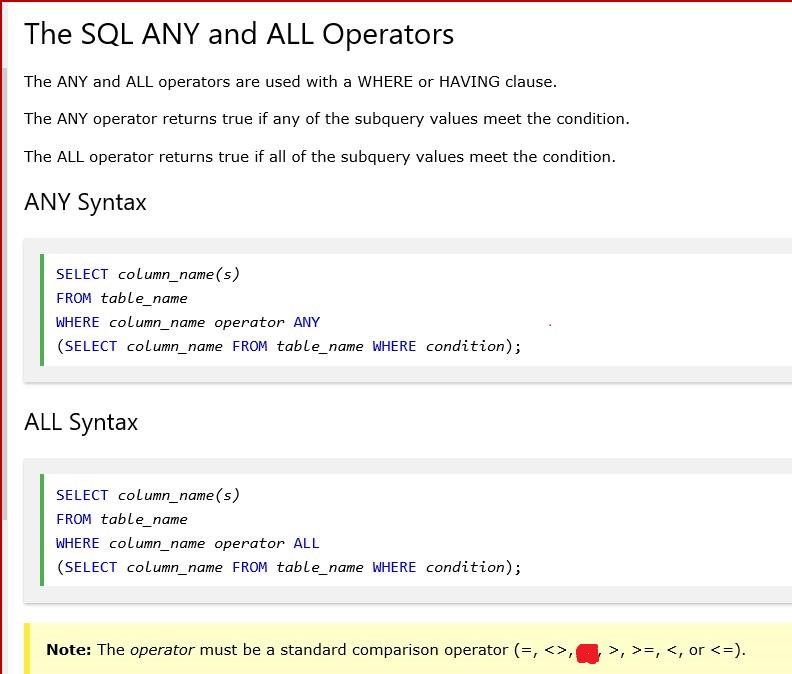 The SQL ANY and ALL Operators
The ANY and ALL operators are used with a WHERE or HAVING clause.
The ANY operator returns true if any of the subquery values meet the condition.
The ALL operator returns true if all of the subquery values meet the condition.
ANY Syntax
SELECT column_name(s)
FROM table_name
WHERE column_name operator ANY
(SELECT column_name FROM table_name WHERE condition);
ALL Syntax
SELECT column_name(s)
FROM table_name
WHERE column_name operator ALL
(SELECT column_name FROM table_name WHERE condition);
Note: The operator must be a standard comparison operator (=, <>, , >, >=, <, or <=).